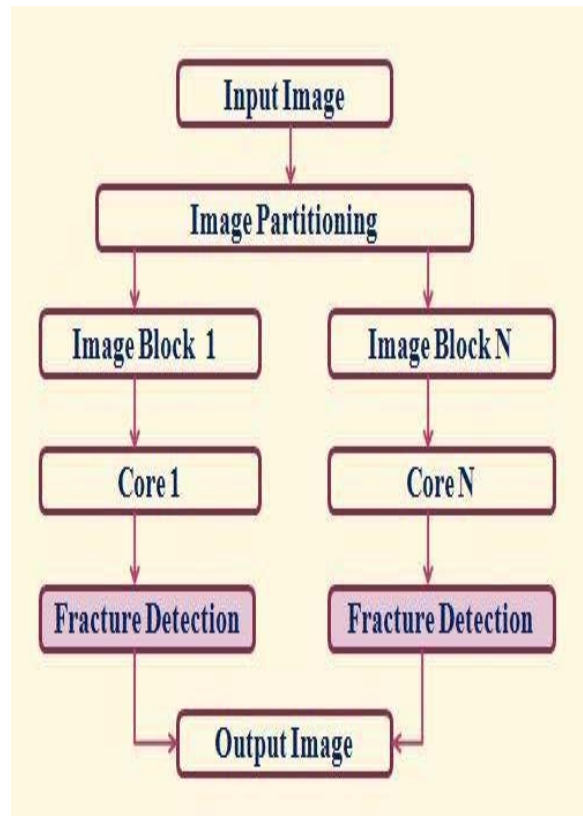 Input Image
Image Partitioning
Image Block 1
Image Block N
Core 1
Core N
Fracture Detection
Fracture Detection
Output Image